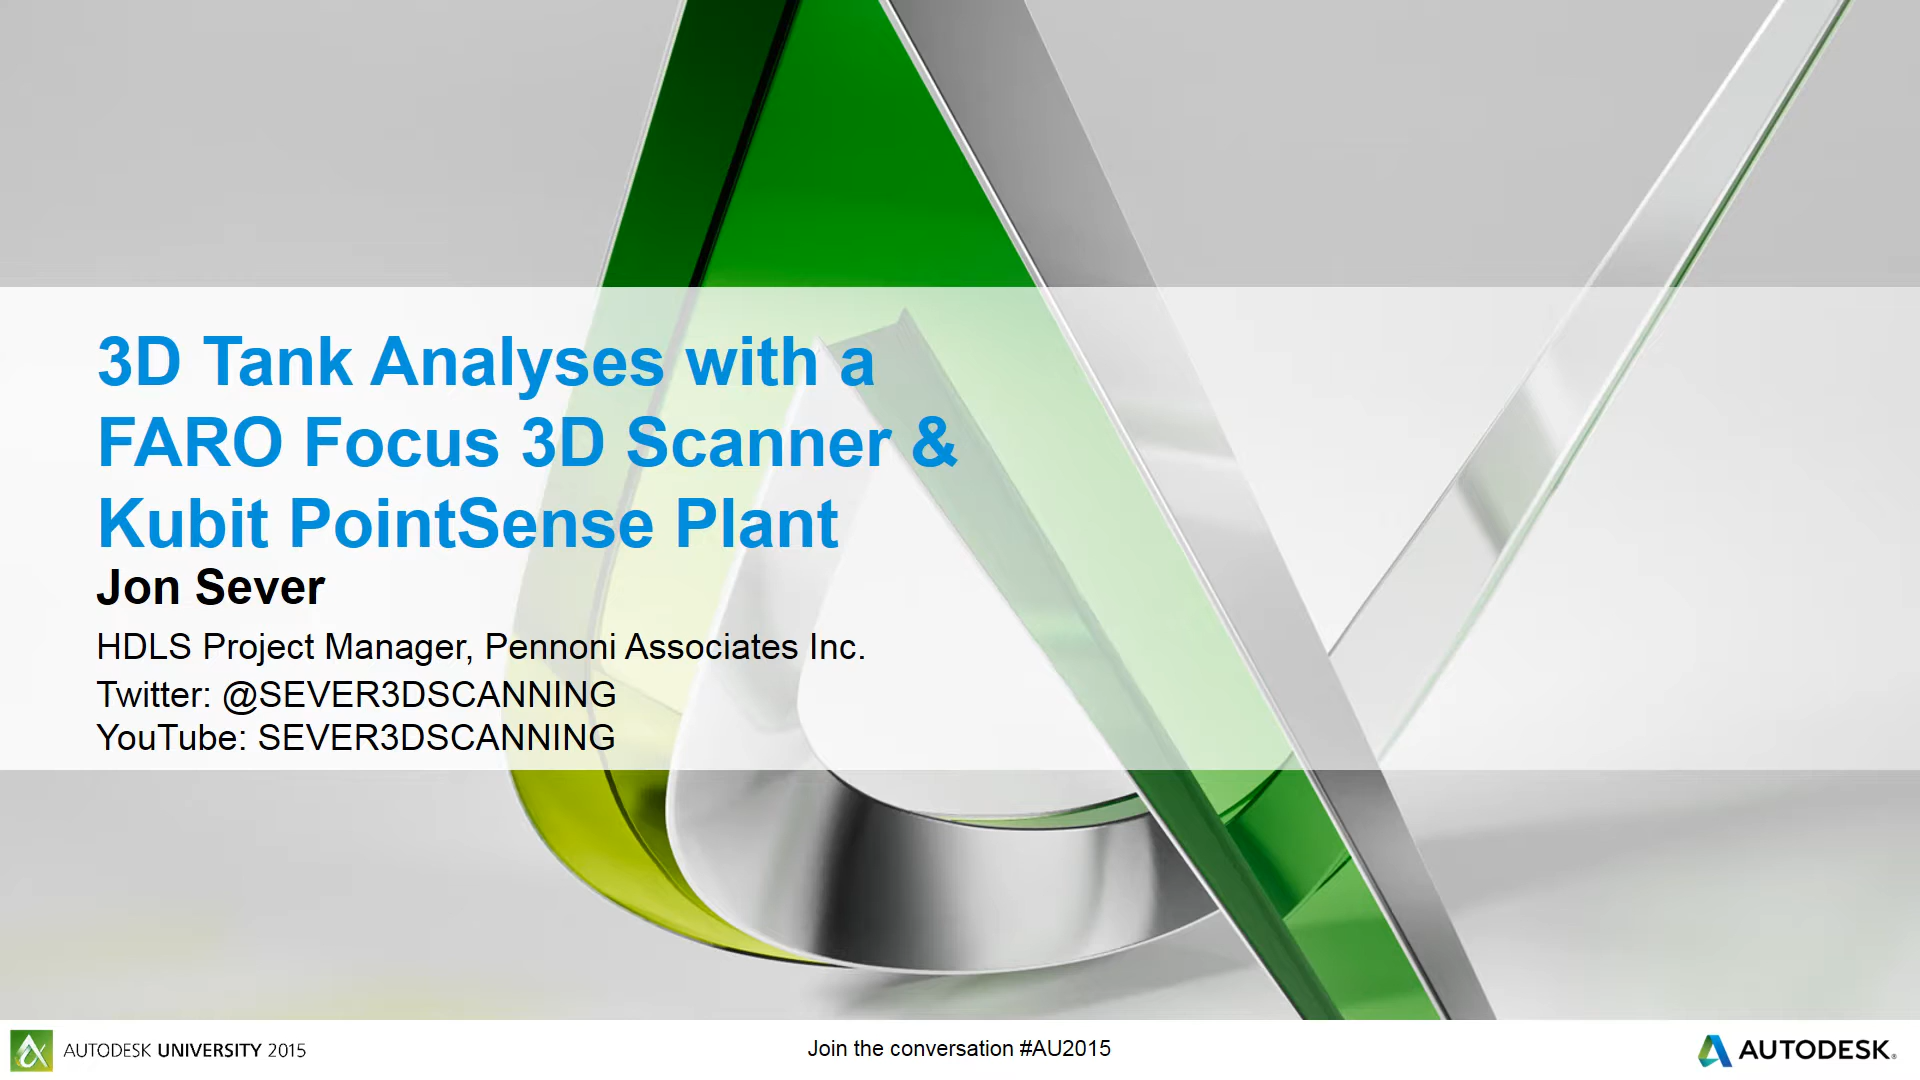 3D Tank Analyses with a
FARO Focus 3D Scanner &
Kubit PointSense Plant
Jon Sever
HDLS Project Manager, Pennoni Associates Inc.
Twitter: @SEVER3DSCANNING
YouTube: SEVER3DSCANNING
AUTODESK UNIVERSITY 2015
Join the conversation #AU2015
AUTODESK®